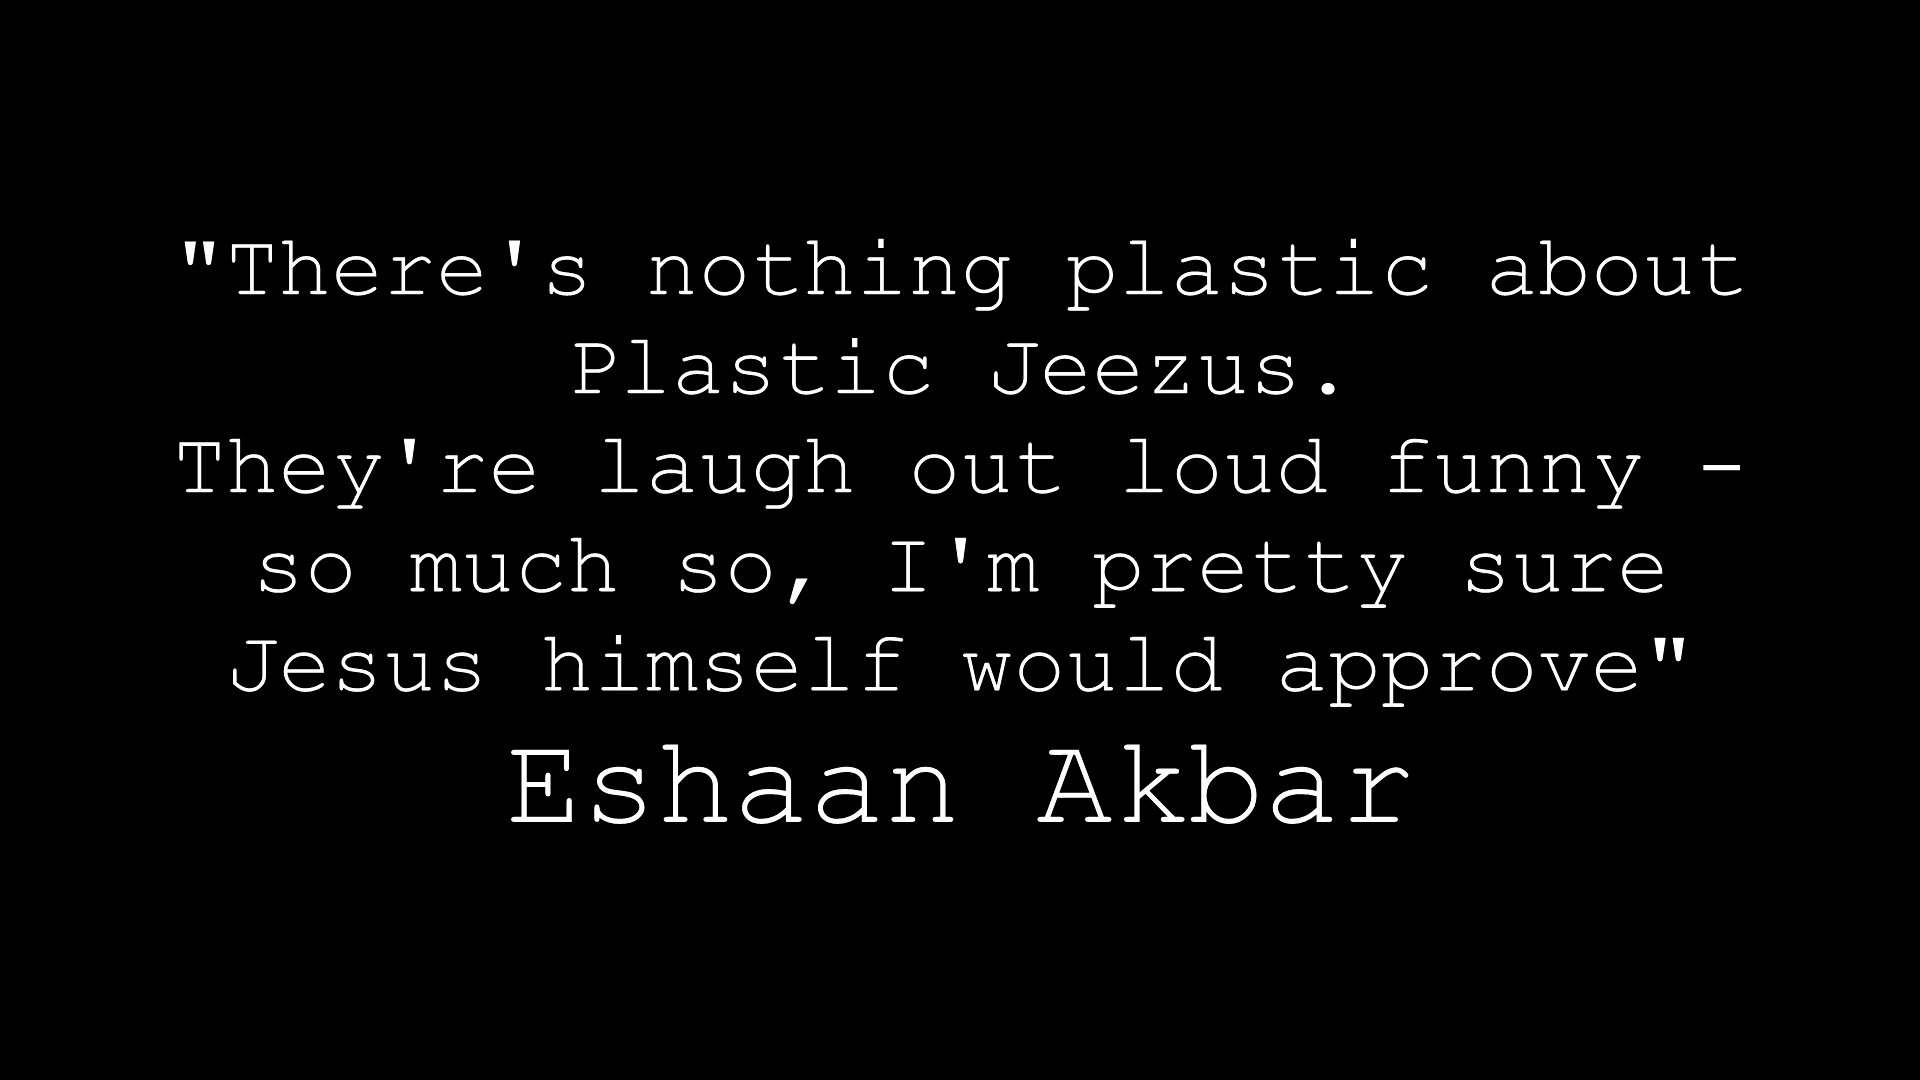 "There's nothing plastic about
Plastic Jeezus.
They're laugh out loud funny -
so much so, I'm pretty sure
Jesus himself would approve"
Eshaan Akbar